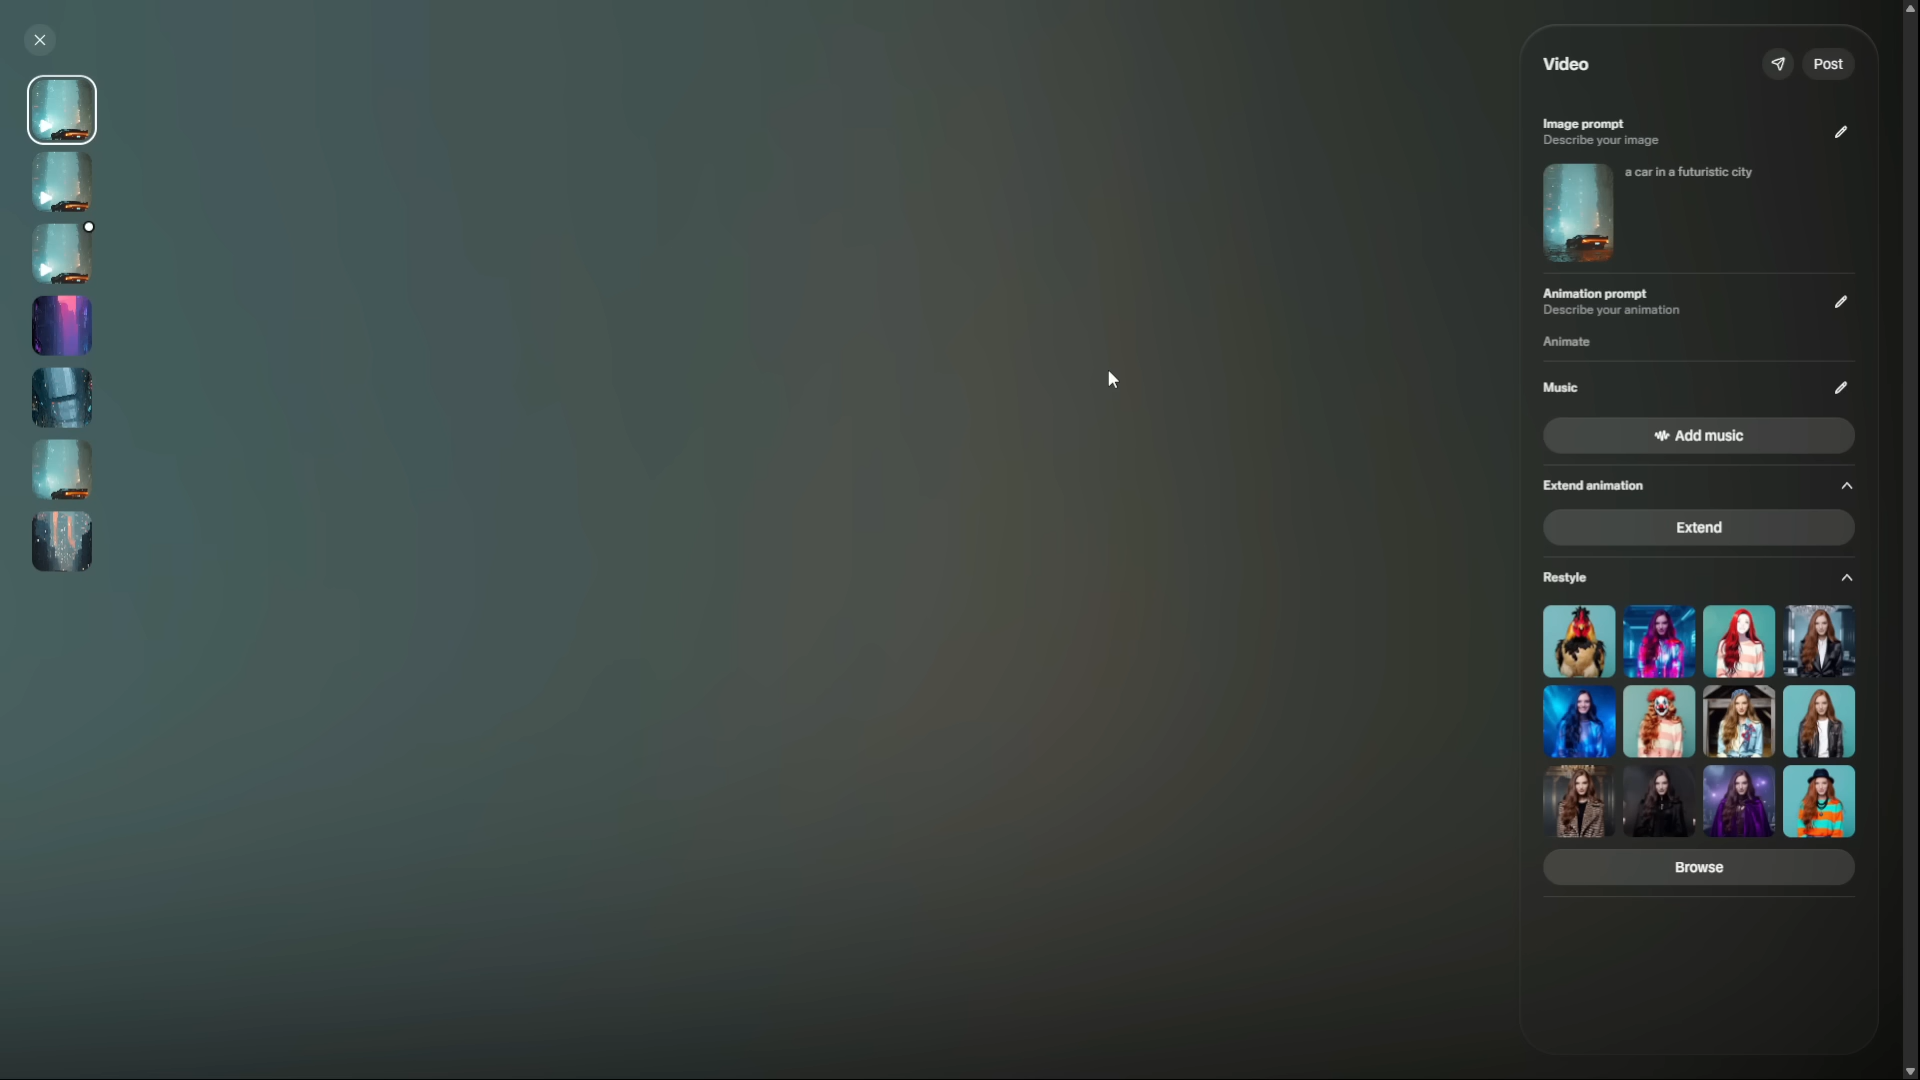 Video
Post
Image prompt
Describe your image
a car in a futuristic city
Animation prompt
Describe your animation
Animate
Music
Add music
Extend animation
Extend
Restyle
Browse